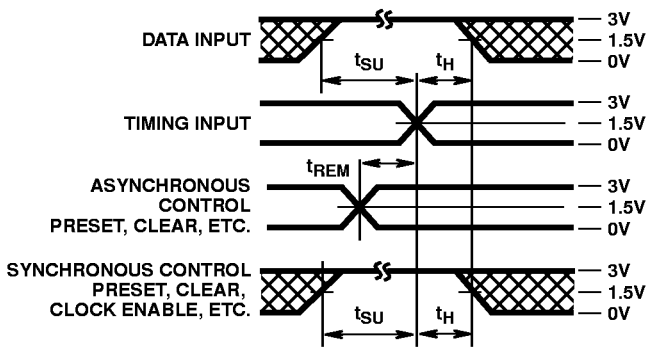 3V
DATA INPUT
1.5V
0V
tSU
tH
3V
TIMING INPUT
1.5V
0V
tREM
ASYNCHRONOUS
CONTROL
PRESET, CLEAR, ETC.
3V
1.5V
0V
SYNCHRONOUS CONTROL
PRESET, CLEAR,
CLOCK ENABLE, ETC.
3V
1.5V
0V
tSU
tH